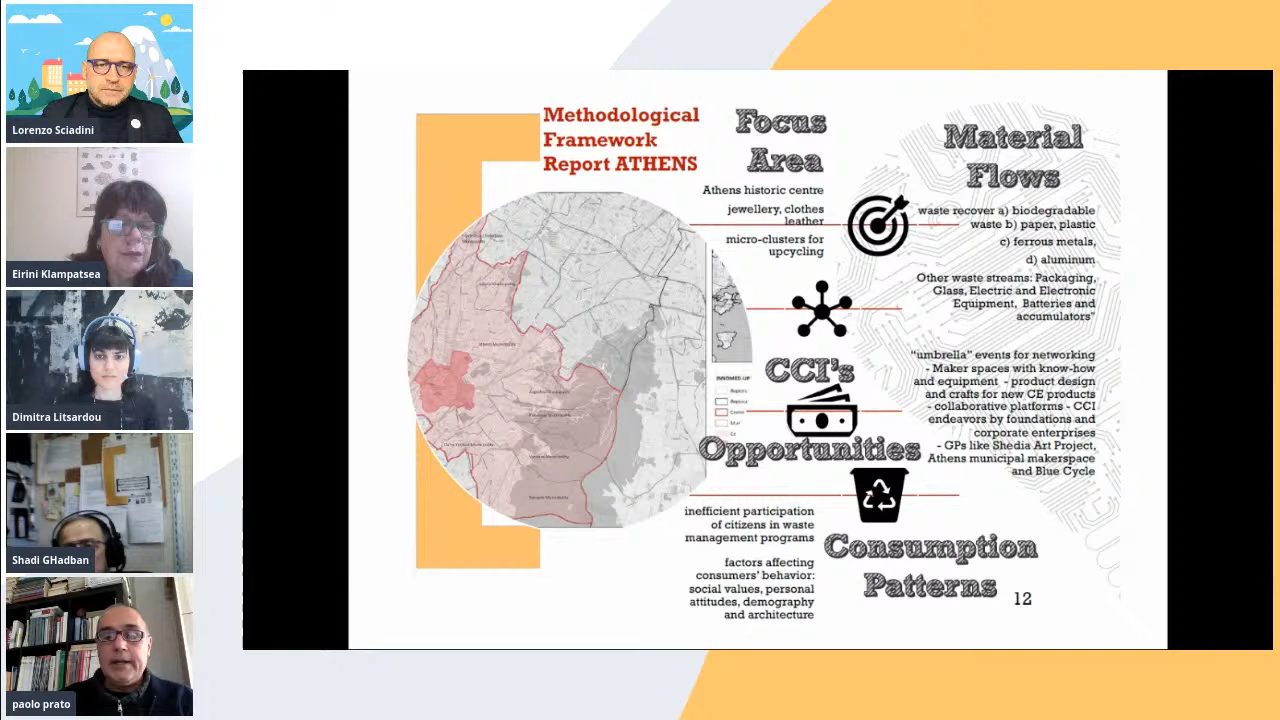 Lorenzo Sciadini
Eirini Klampatsea
Dimitra Litsardou
Shadi GHadban
paolo prato
Methodological
Framework
Report ATHENS
Focus
Area
Athens historic centre
jewellery, clothes
leather
micro-clusters for
upcycling
Material
Flows
waste recover a) biodegradable
waste b) paper, plastic
c) ferrous metals,
d) aluminum
Other waste streams: Packaging,
Glass, Electric and Electronic
Equipment, Batteries and
accumulators"
CCI's
Opportunities
"umbrella" events for networking
- Maker spaces with know-how
and equipment - product design
and crafts for new CE products
- collaborative platforms - CCI
endeavors by foundations and
corporate enterprises
- GPs like Shedia Art Project,
Athens municipal makerspace
and Blue Cycle
inefficient participation
of citizens in waste
management programs
factors affecting
consumers' behavior:
social values, personal
attitudes, demography
and architecture
Consumption
Patterns
12